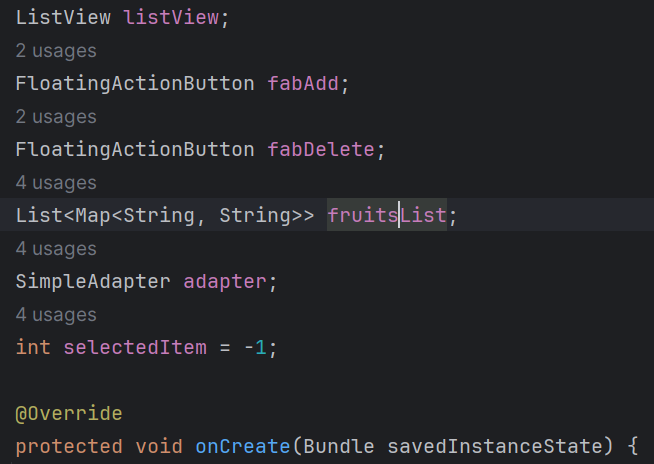 ListView listView;
2 usages
FloatingActionButton fabAdd;
2 usages
FloatingActionButton fabDelete;
4 usages
List<Map<String, String>> fruitsList;
4 usages
SimpleAdapter adapter;
4 usages
int selectedItem = -1;
@Override
protected void onCreate(Bundle savedInstanceState) {